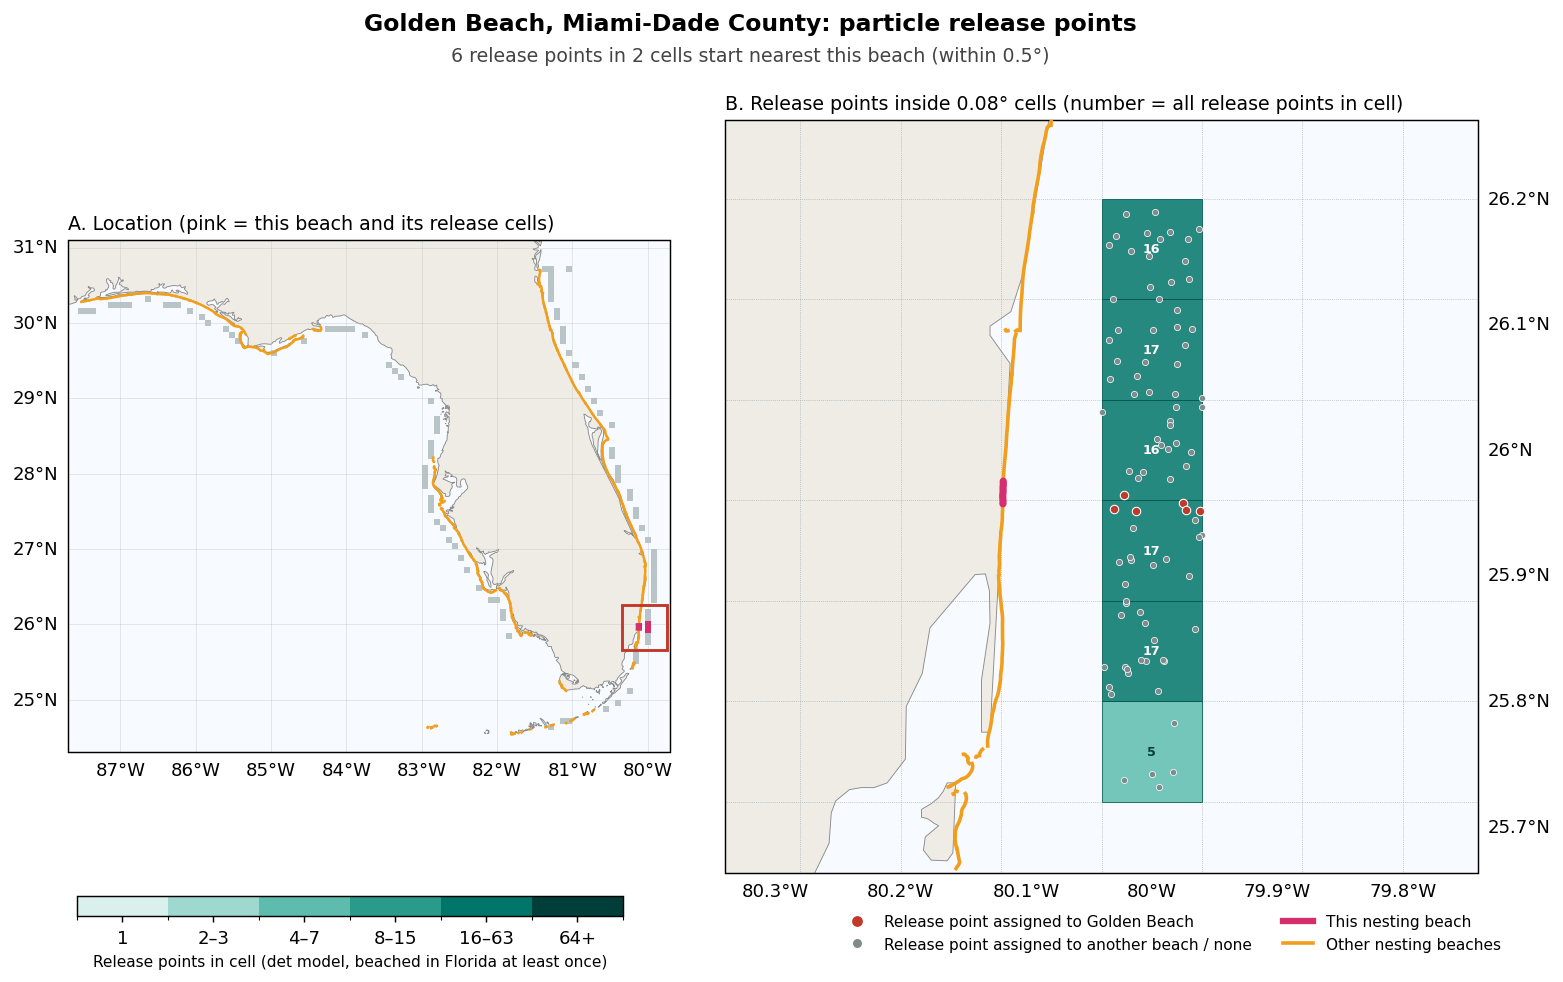 Golden Beach, Miami-Dade County: particle release points
6 release points in 2 cells start nearest this beach (within 0.5°)
A. Location (pink = this beach and its release cells)
31°N
30°N
29°N
28°N
27°N
26°N
25°N
87°W 86°W 85°W 84°W 83°W 82°W 81°W 80°W
1 2–3 4–7 8–15 16–63 64+
Release points in cell (det model, beached in Florida at least once)
B. Release points inside 0.08° cells (number = all release points in cell)
16
17
16
17
17
5
26.2°N
26.1°N
26°N
25.9°N
25.8°N
25.7°N
80.3°W 80.2°W 80.1°W 80°W 79.9°W 79.8°W
Release point assigned to Golden Beach
Release point assigned to another beach / none
This nesting beach
Other nesting beaches